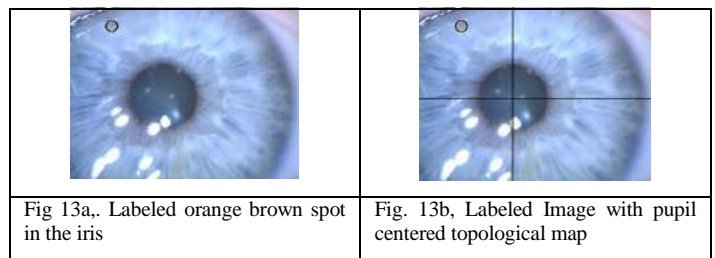 Fig 13a,. Labeled orange brown spot
in the iris
Fig. 13b, Labeled Image with pupil
centered topological map